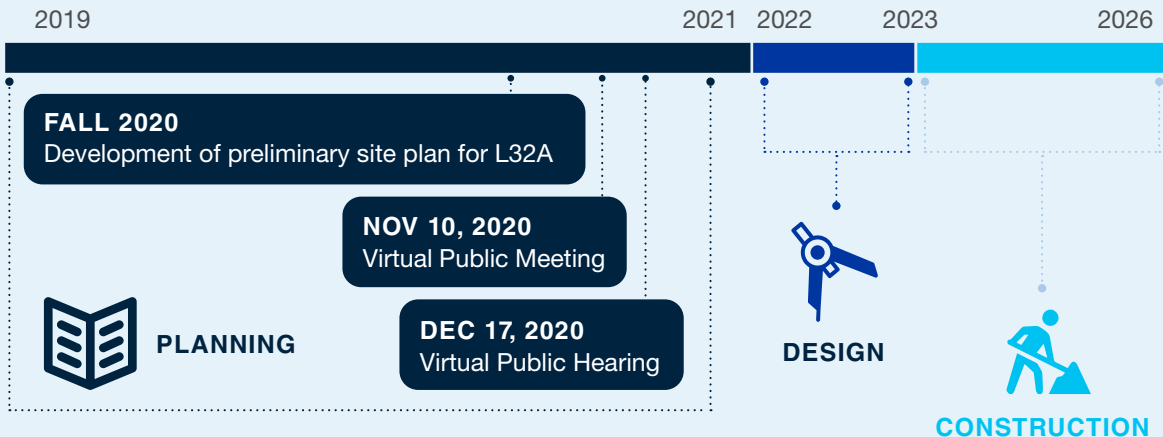 2019
2021
2022
2023
2026
FALL 2020
Development of preliminary site plan for L32A
NOV 10, 2020
Virtual Public Meeting
DEC 17, 2020
Virtual Public Hearing
PLANNING
DESIGN
CONSTRUCTION